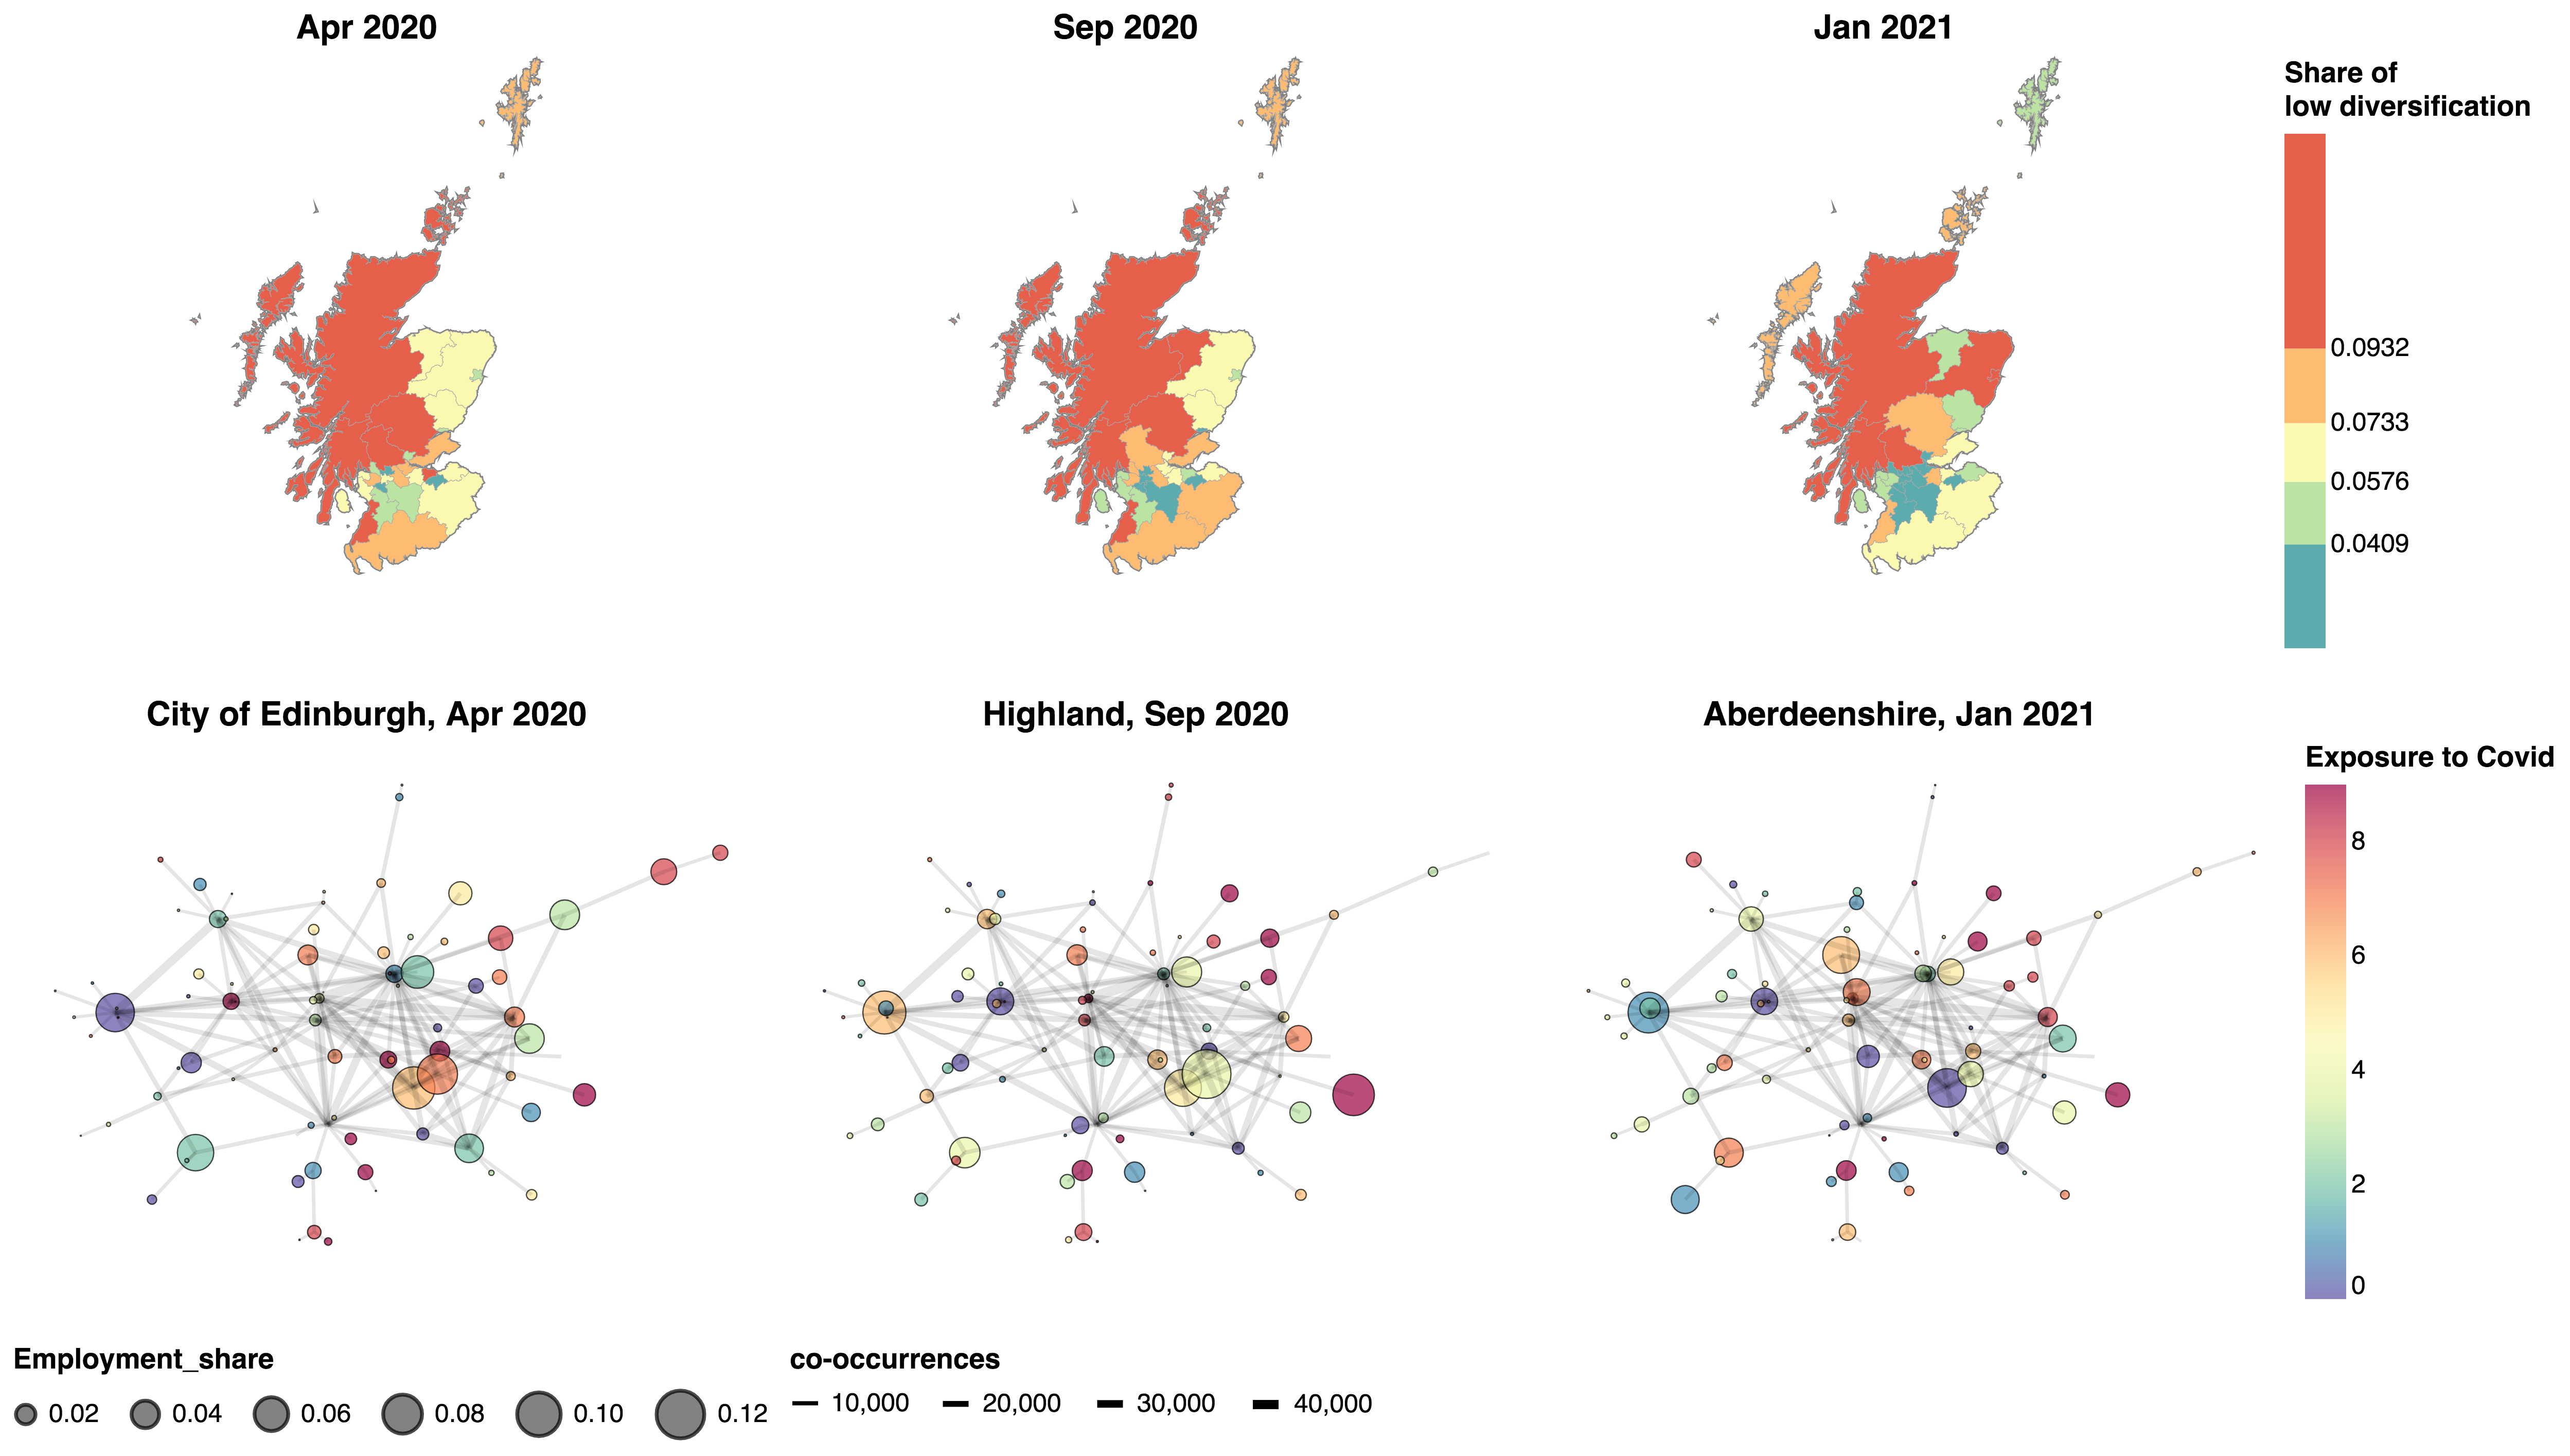 Apr 2020
Sep 2020
Jan 2021
Share of
low diversification
0.0932
0.0733
0.0576
0.0409
City of Edinburgh, Apr 2020
Highland, Sep 2020
Aberdeenshire, Jan 2021
Exposure to Covid
8
6
4
2
0
Employment_share
0.02 0.04 0.06 0.08 0.10 0.12
co-occurrences
10,000 20,000 30,000 40,000